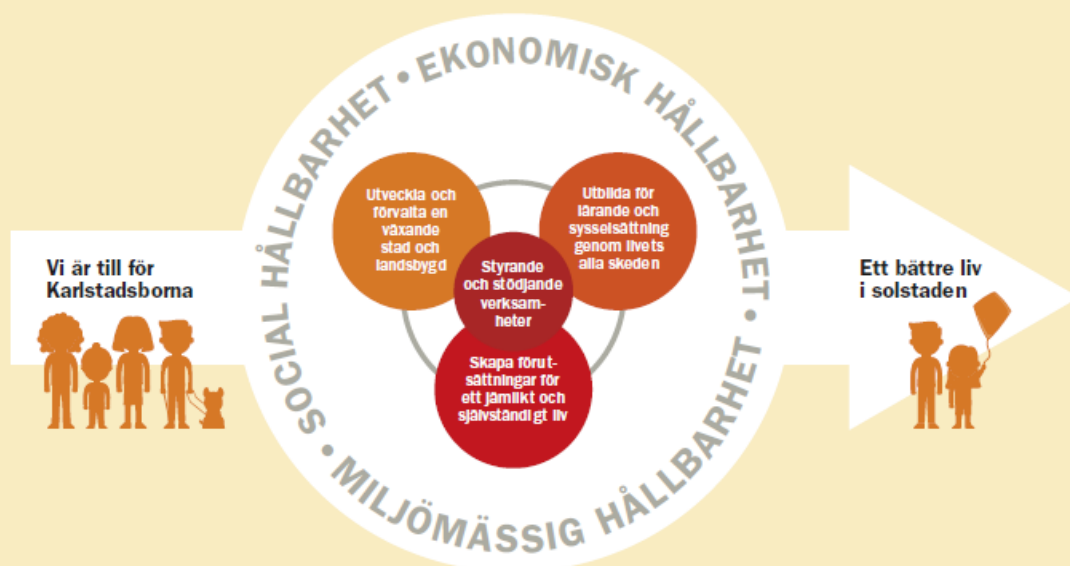 SOCIAL HÅLLBARHET • EKONOMISK HÅLLBARHET • MILJÖMÄSSIG HÅLLBARHET •
Vi är till för
Karlstadsborna
Utveckla och
förvalta en
växande
stad och
landsbygd
Utbilda för
lärande och
sysselsättning
genom livets
alla skeden
Styrande
och stödjande
verksam-
heter
Skapa förut-
sättningar för
ett jämlikt och
självständigt liv
Ett bättre liv
i solstaden